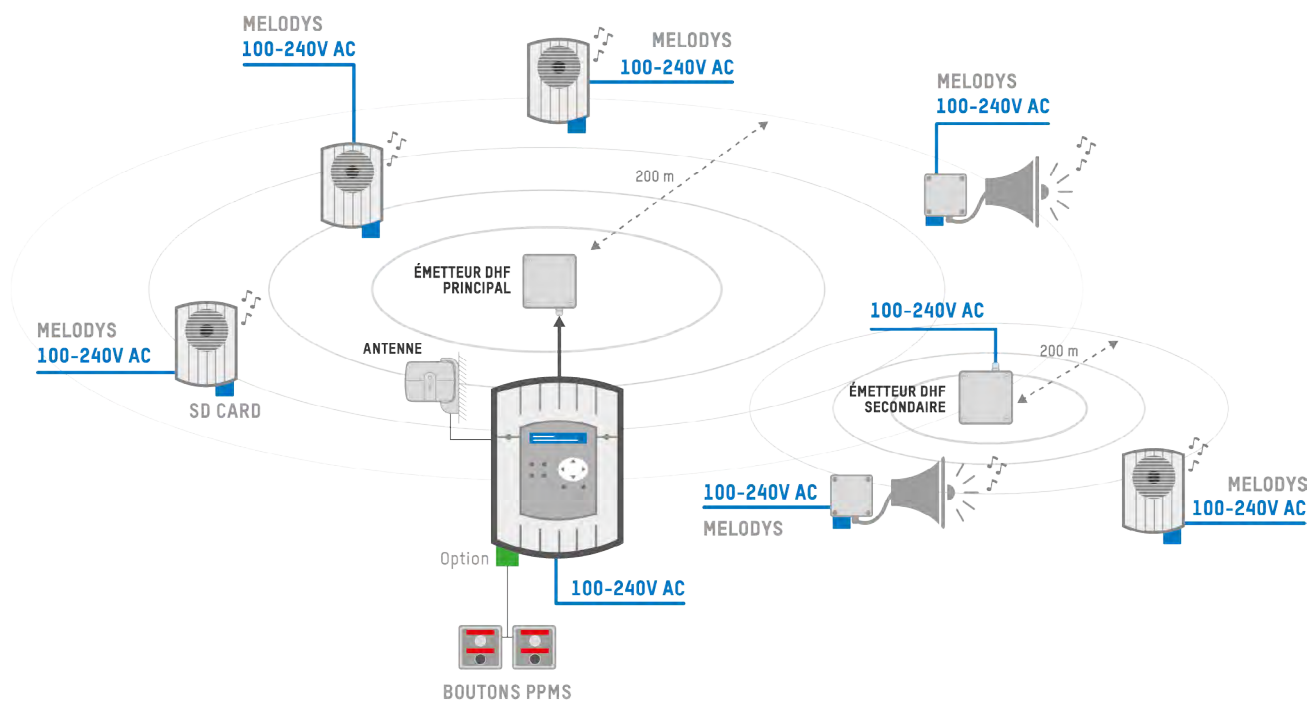 MELODYS
100-240V AC
MELODYS
100-240V AC
MELODYS
100-240V AC
200 m
ÉMETTEUR DHF
PRINCIPAL
100-240V AC
MELODYS
100-240V AC
ANTENNE
200 m
ÉMETTEUR DHF
SECONDAIRE
SD CARD
100-240V AC
MELODYS
MELODYS
100-240V AC
Option
100-240V AC
BOUTONS PPMS